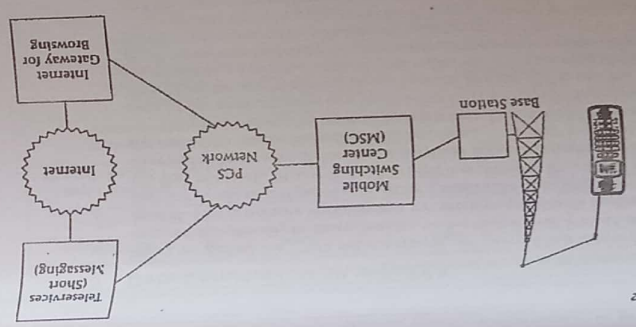 Teleservices
(Short
Messaging)
Internet
Internet
Gateway for
Browsing
PCS
Network
Mobile
Switching
Center
(MSC)
Base Station